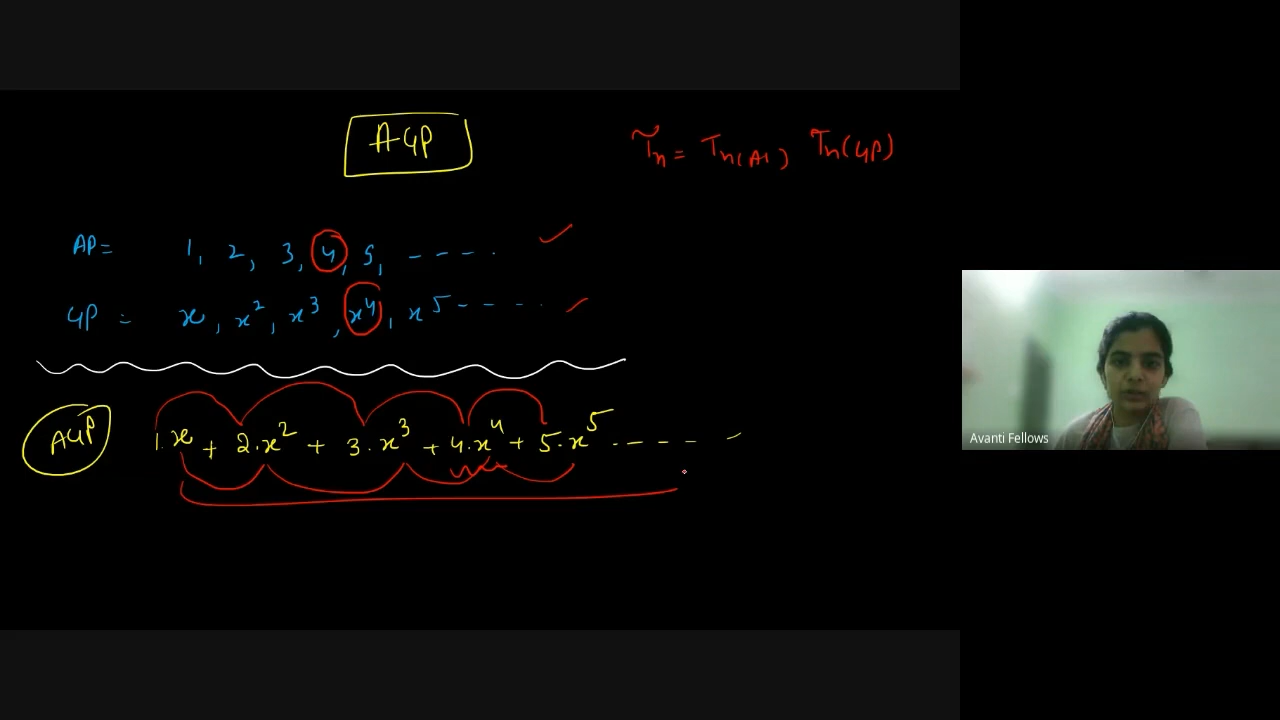 AGP
T̃n = Tn(AP) Tn(GP)
AP = 1, 2, 3, 4, 5, - - - - .
GP = x, x², x³, x⁴, x⁵ - - - - .
AGP 1.x + 2.x² + 3.x³ + 4.x⁴ + 5.x⁵ - - - - -
Avanti Fellows